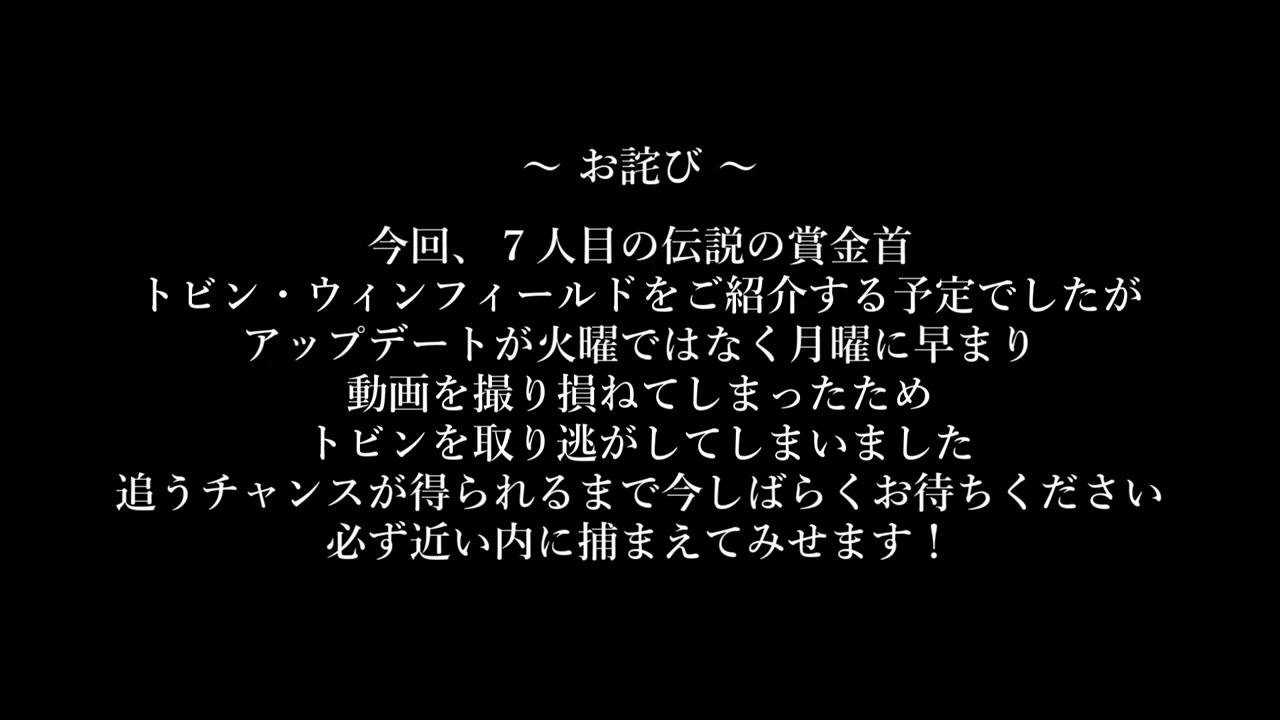 ～ お詫び ～
今回、７人目の伝説の賞金首
トビン・ウィンフィールドをご紹介する予定でしたが
アップデートが火曜ではなく月曜に早まり
動画を撮り損ねてしまったため
トビンを取り逃がしてしまいました
追うチャンスが得られるまで今しばらくお待ちください
必ず近い内に捕まえてみせます！